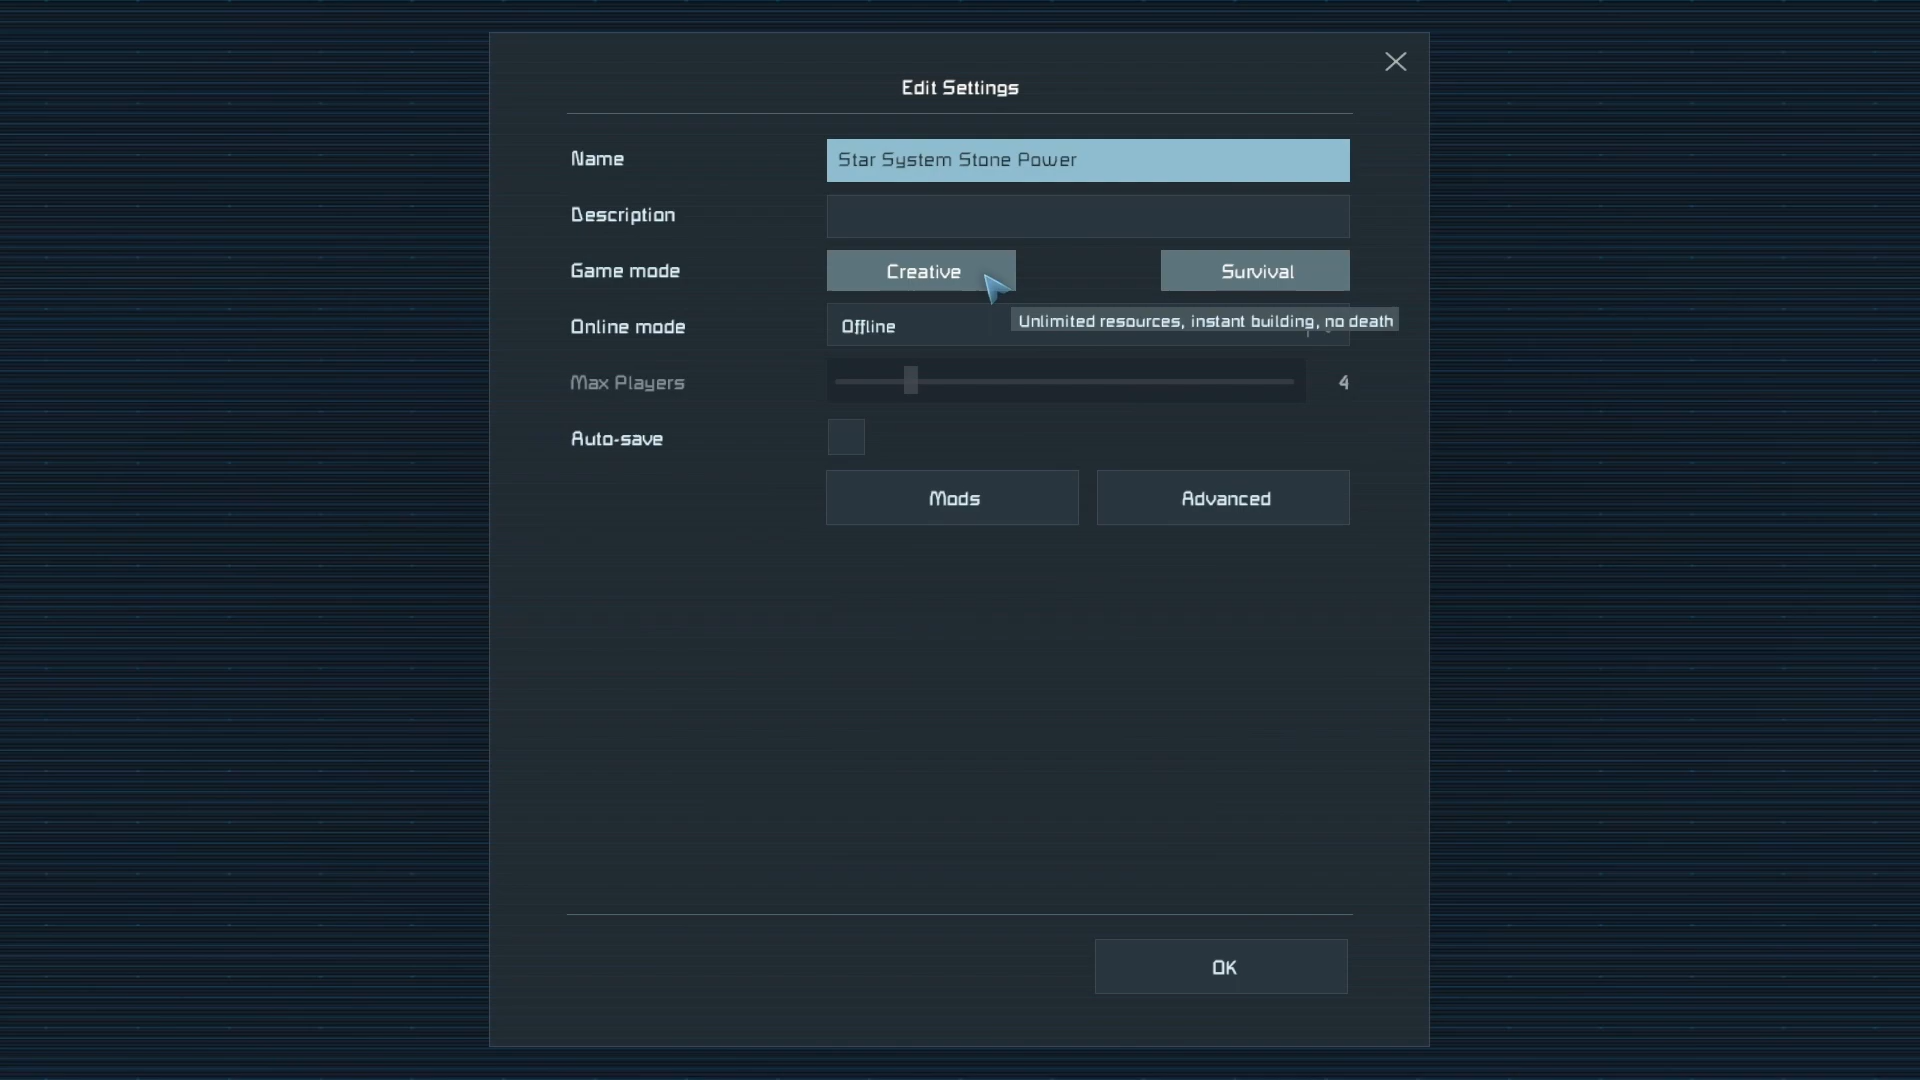 Edit Settings
Name
Star System Stone Power
Description
Game mode
Creative
Survival
Online mode
Offline
Unlimited resources, instant building, no death
Max Players
4
Auto-save
Mods
Advanced
OK